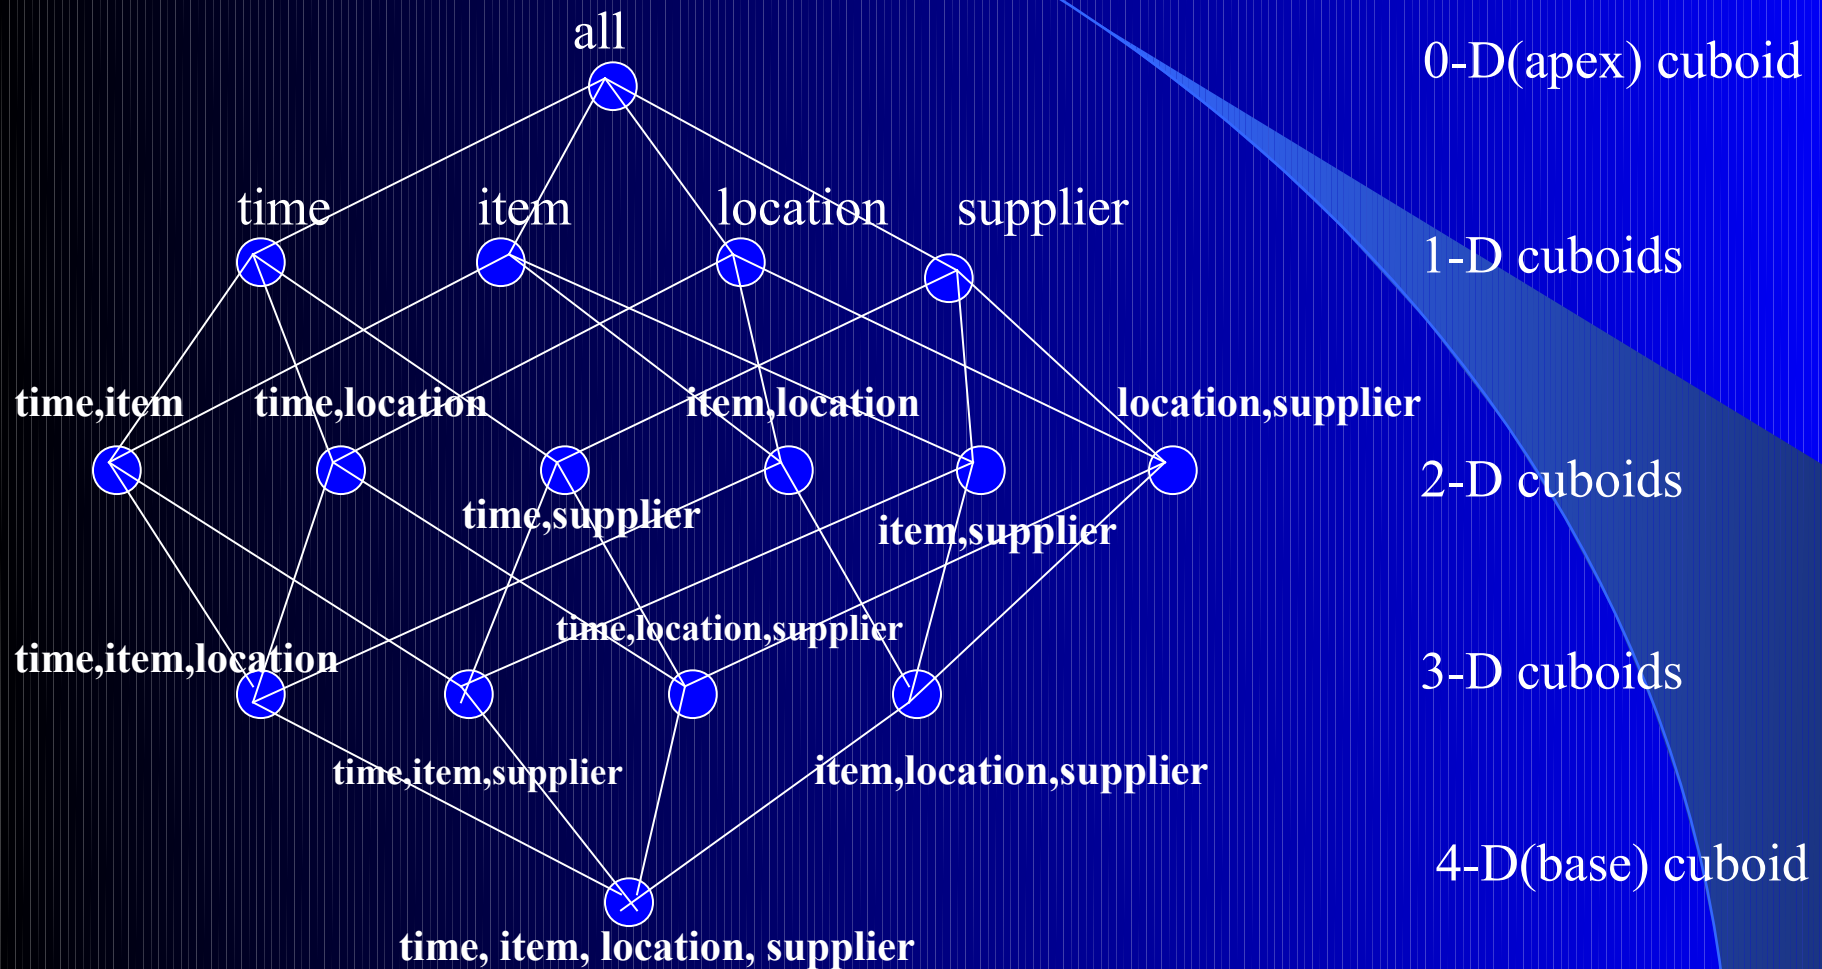 all
0-D(apex) cuboid
time
item
location
supplier
1-D cuboids
time,item
time,location
item,location
location,supplier
2-D cuboids
time,supplier
item,supplier
time,location,supplier
time,item,location
3-D cuboids
time,item,supplier
item,location,supplier
4-D(base) cuboid
time, item, location, supplier